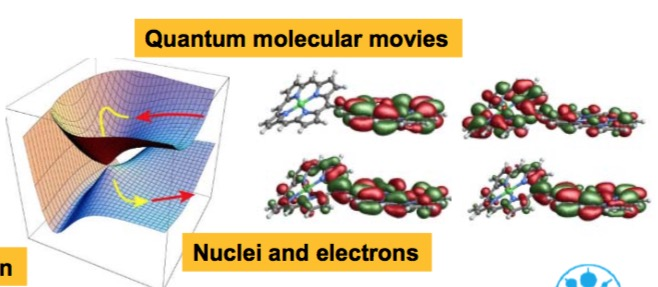 Quantum molecular movies
Nuclei and electrons
n